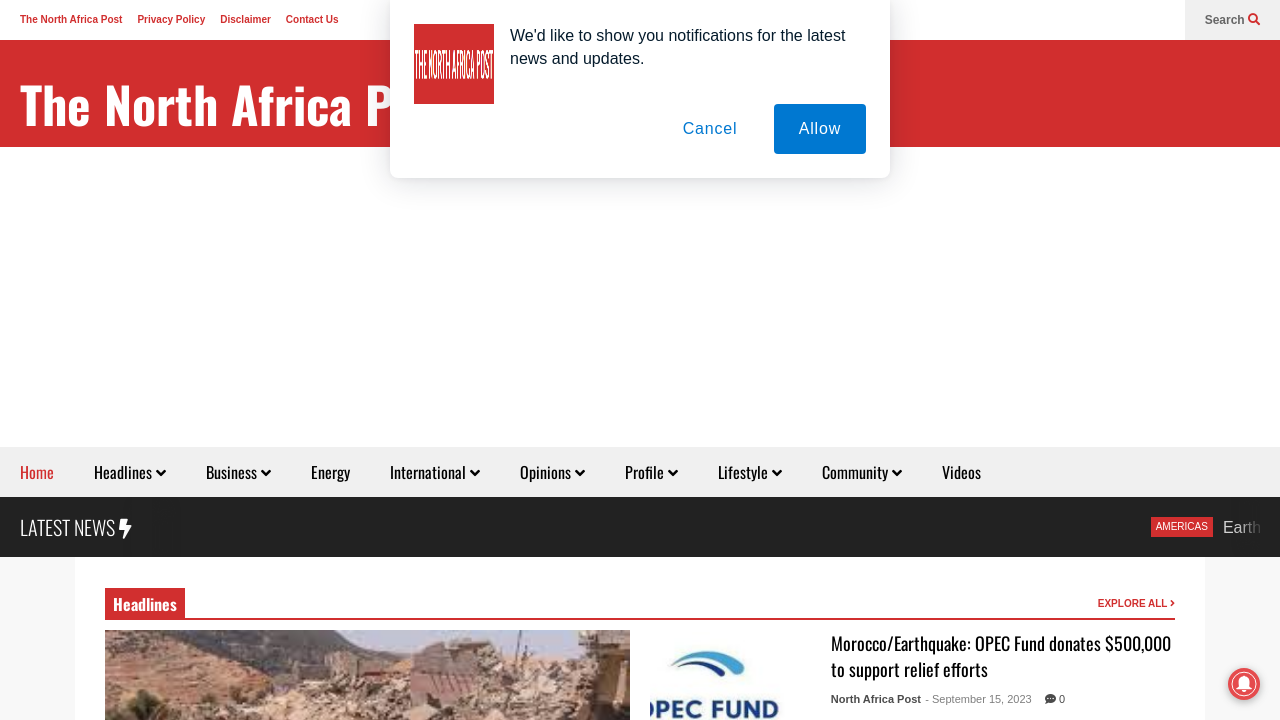 The North Africa Post Privacy Policy Disclaimer Contact Us
Search
The North Africa P
THE NORTH AFRICA POST
We'd like to show you notifications for the latest
news and updates.
Cancel
Allow
Home Headlines Business Energy International Opinions Profile Lifestyle Community Videos
LATEST NEWS
AMERICAS Earth
Headlines
EXPLORE ALL
OPEC FUND
Morocco/Earthquake: OPEC Fund donates $500,000
to support relief efforts
North Africa Post - September 15, 2023 0